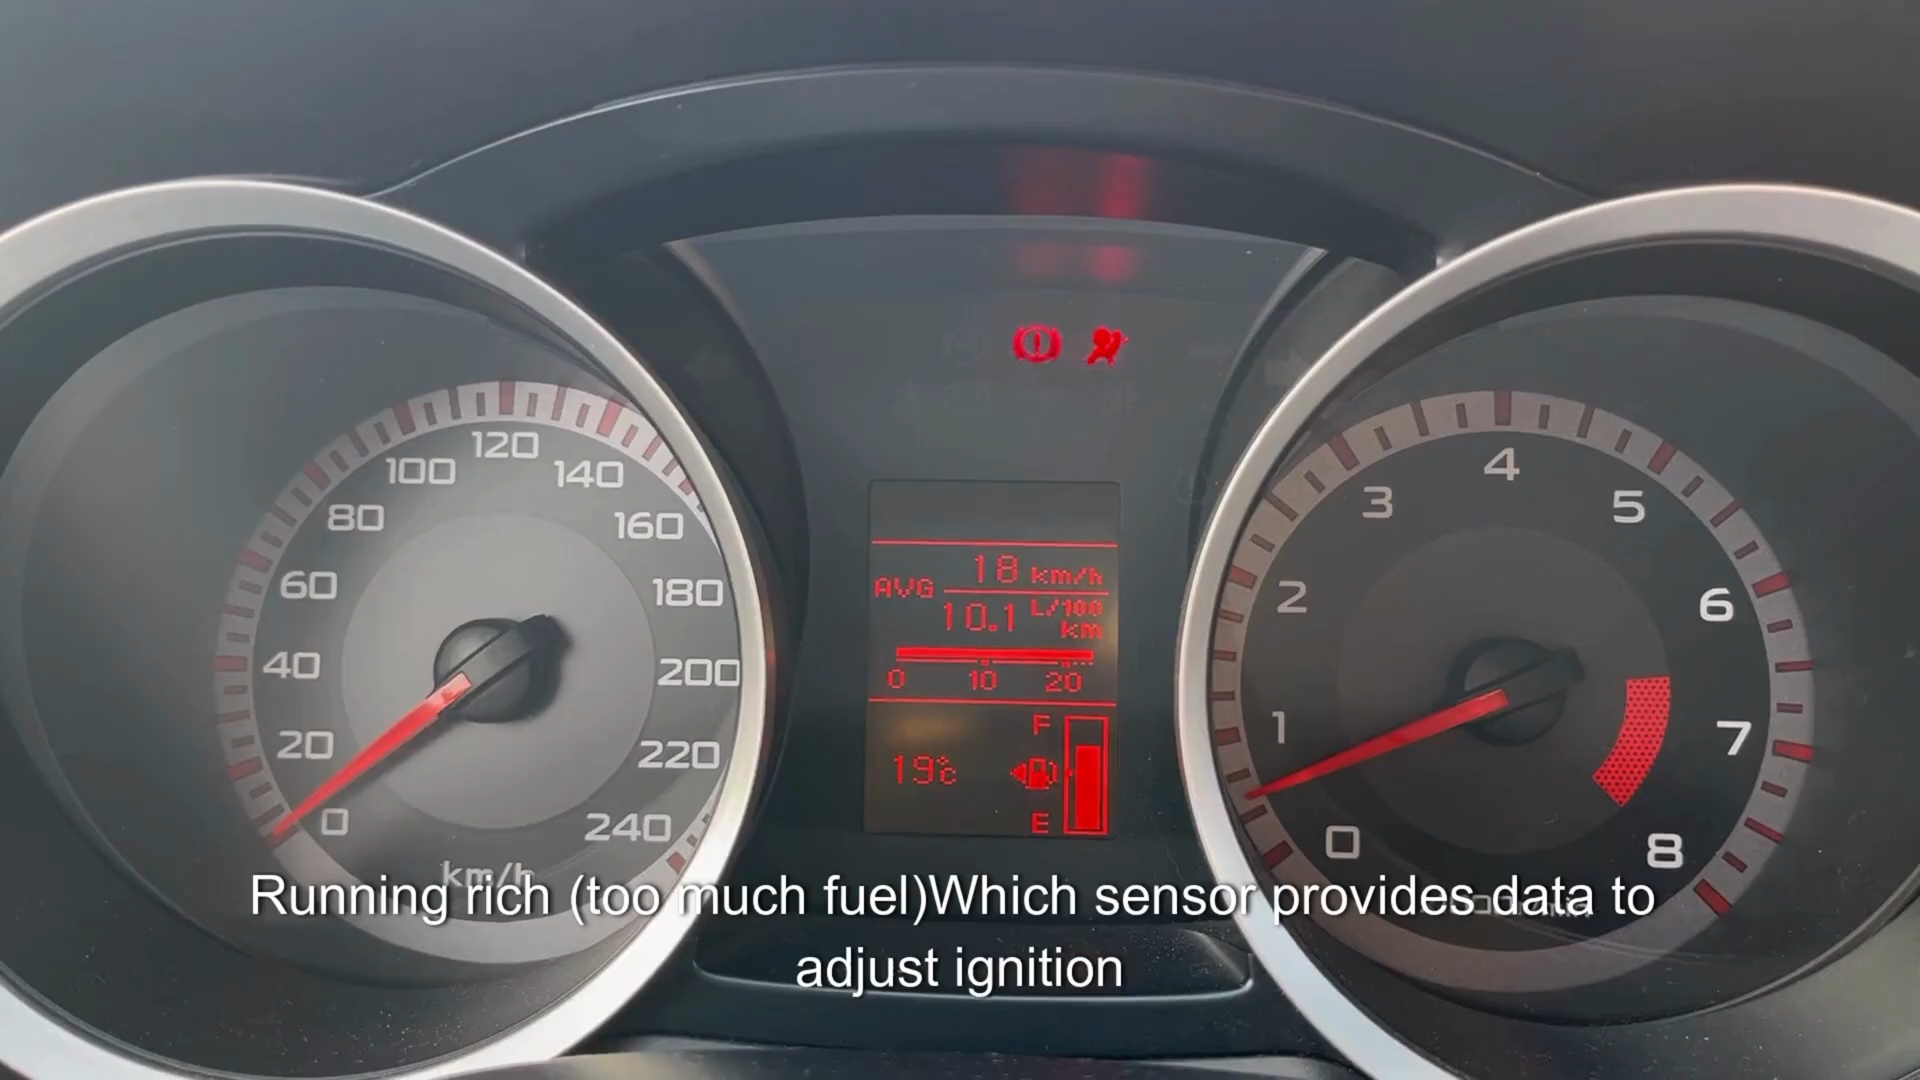 120
100
140
80
160
60
180
40
200
20
220
0
240
km/h
18 km/h
AVG
10.1 L/100 km
0 10 20
F
19°C
E
4
3
5
2
6
1
7
0
8
Running rich (too much fuel)Which sensor provides data to
adjust ignition